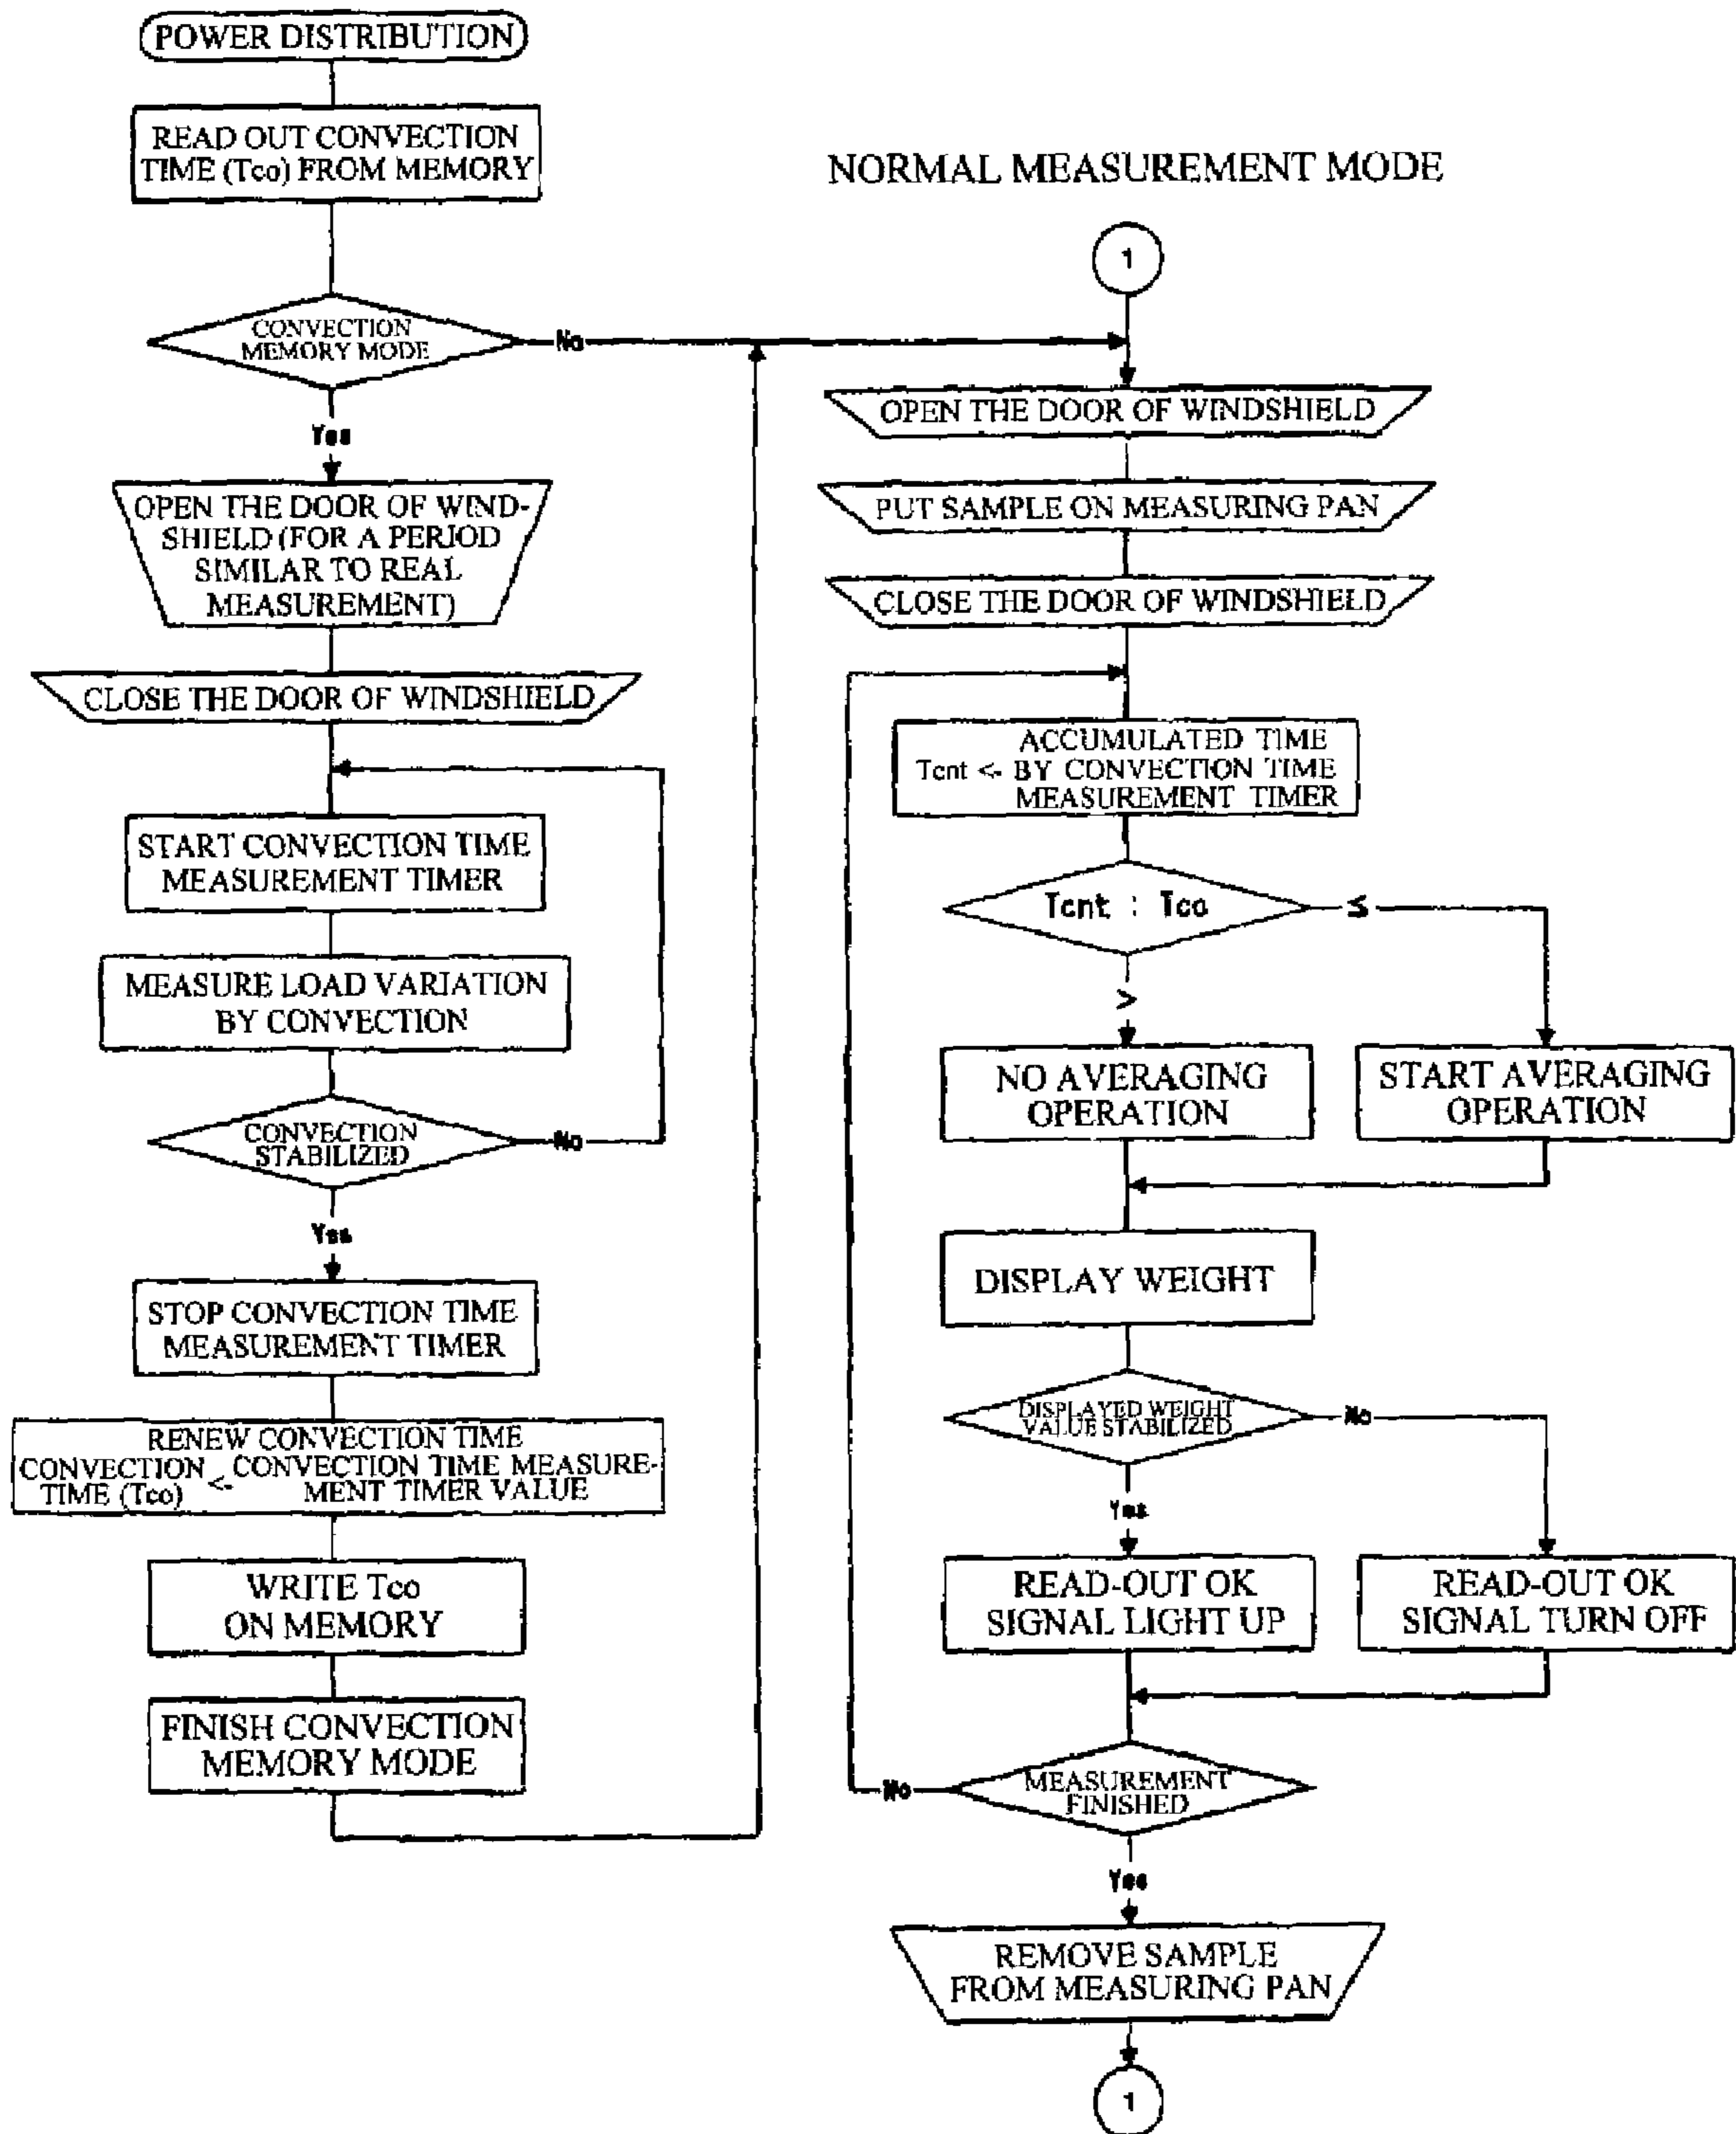 POWER DISTRIBUTION
READ OUT CONVECTION
TIME (Tco) FROM MEMORY
CONVECTION
MEMORY MODE
No
Yes
OPEN THE DOOR OF WIND-
SHIELD (FOR A PERIOD
SIMILAR TO REAL
MEASUREMENT)
CLOSE THE DOOR OF WINDSHIELD
START CONVECTION TIME
MEASUREMENT TIMER
MEASURE LOAD VARIATION
BY CONVECTION
CONVECTION
STABILIZED
No
Yes
STOP CONVECTION TIME
MEASUREMENT TIMER
RENEW CONVECTION TIME
CONVECTION <- CONVECTION TIME MEASURE-
TIME (Tco) MENT TIMER VALUE
WRITE Tco
ON MEMORY
FINISH CONVECTION
MEMORY MODE
NORMAL MEASUREMENT MODE
1
OPEN THE DOOR OF WINDSHIELD
PUT SAMPLE ON MEASURING PAN
CLOSE THE DOOR OF WINDSHIELD
ACCUMULATED TIME
Tcnt <- BY CONVECTION TIME
MEASUREMENT TIMER
Tcnt : Tco
≤
>
NO AVERAGING
OPERATION
START AVERAGING
OPERATION
DISPLAY WEIGHT
DISPLAYED WEIGHT
VALUE STABILIZED
No
Yes
READ-OUT OK
SIGNAL LIGHT UP
READ-OUT OK
SIGNAL TURN OFF
MEASUREMENT
FINISHED
No
Yes
REMOVE SAMPLE
FROM MEASURING PAN
1